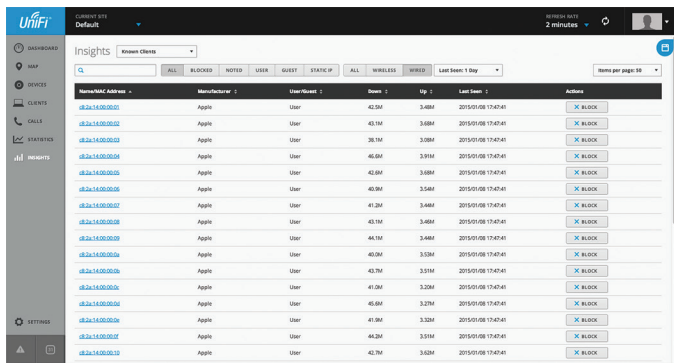 UniFi
CURRENT SITE
Default
REFRESH RATE
2 minutes
DASHBOARD
MAP
DEVICES
CLIENTS
CALLS
STATISTICS
INSIGHTS
SETTINGS
Insights Known Clients
ALL BLOCKED NOTED USER GUEST STATIC IP ALL WIRELESS WIRED Last Seen: 1 Day Items per page: 50
Name/MAC Address Manufacturer User/Guest Down Up Last Seen Actions
c8:2a:14:00:00:01 Apple User 42.5M 3.48M 2015/01/08 17:47:41 BLOCK
c8:2a:14:00:00:02 Apple User 43.1M 3.68M 2015/01/08 17:47:41 BLOCK
c8:2a:14:00:00:03 Apple User 38.1M 3.09M 2015/01/08 17:47:41 BLOCK
c8:2a:14:00:00:04 Apple User 46.6M 3.91M 2015/01/08 17:47:41 BLOCK
c8:2a:14:00:00:05 Apple User 42.6M 3.68M 2015/01/08 17:47:41 BLOCK
c8:2a:14:00:00:06 Apple User 40.9M 3.54M 2015/01/08 17:47:41 BLOCK
c8:2a:14:00:00:07 Apple User 41.2M 3.44M 2015/01/08 17:47:41 BLOCK
c8:2a:14:00:00:08 Apple User 43.1M 3.46M 2015/01/08 17:47:41 BLOCK
c8:2a:14:00:00:09 Apple User 44.1M 3.44M 2015/01/08 17:47:41 BLOCK
c8:2a:14:00:00:0a Apple User 40.0M 3.53M 2015/01/08 17:47:41 BLOCK
c8:2a:14:00:00:0b Apple User 43.7M 3.51M 2015/01/08 17:47:41 BLOCK
c8:2a:14:00:00:0c Apple User 41.0M 3.20M 2015/01/08 17:47:41 BLOCK
c8:2a:14:00:00:0d Apple User 45.6M 3.27M 2015/01/08 17:47:41 BLOCK
c8:2a:14:00:00:0e Apple User 41.9M 3.32M 2015/01/08 17:47:41 BLOCK
c8:2a:14:00:00:0f Apple User 44.2M 3.51M 2015/01/08 17:47:41 BLOCK
c8:2a:14:00:00:10 Apple User 42.7M 3.62M 2015/01/08 17:47:41 BLOCK